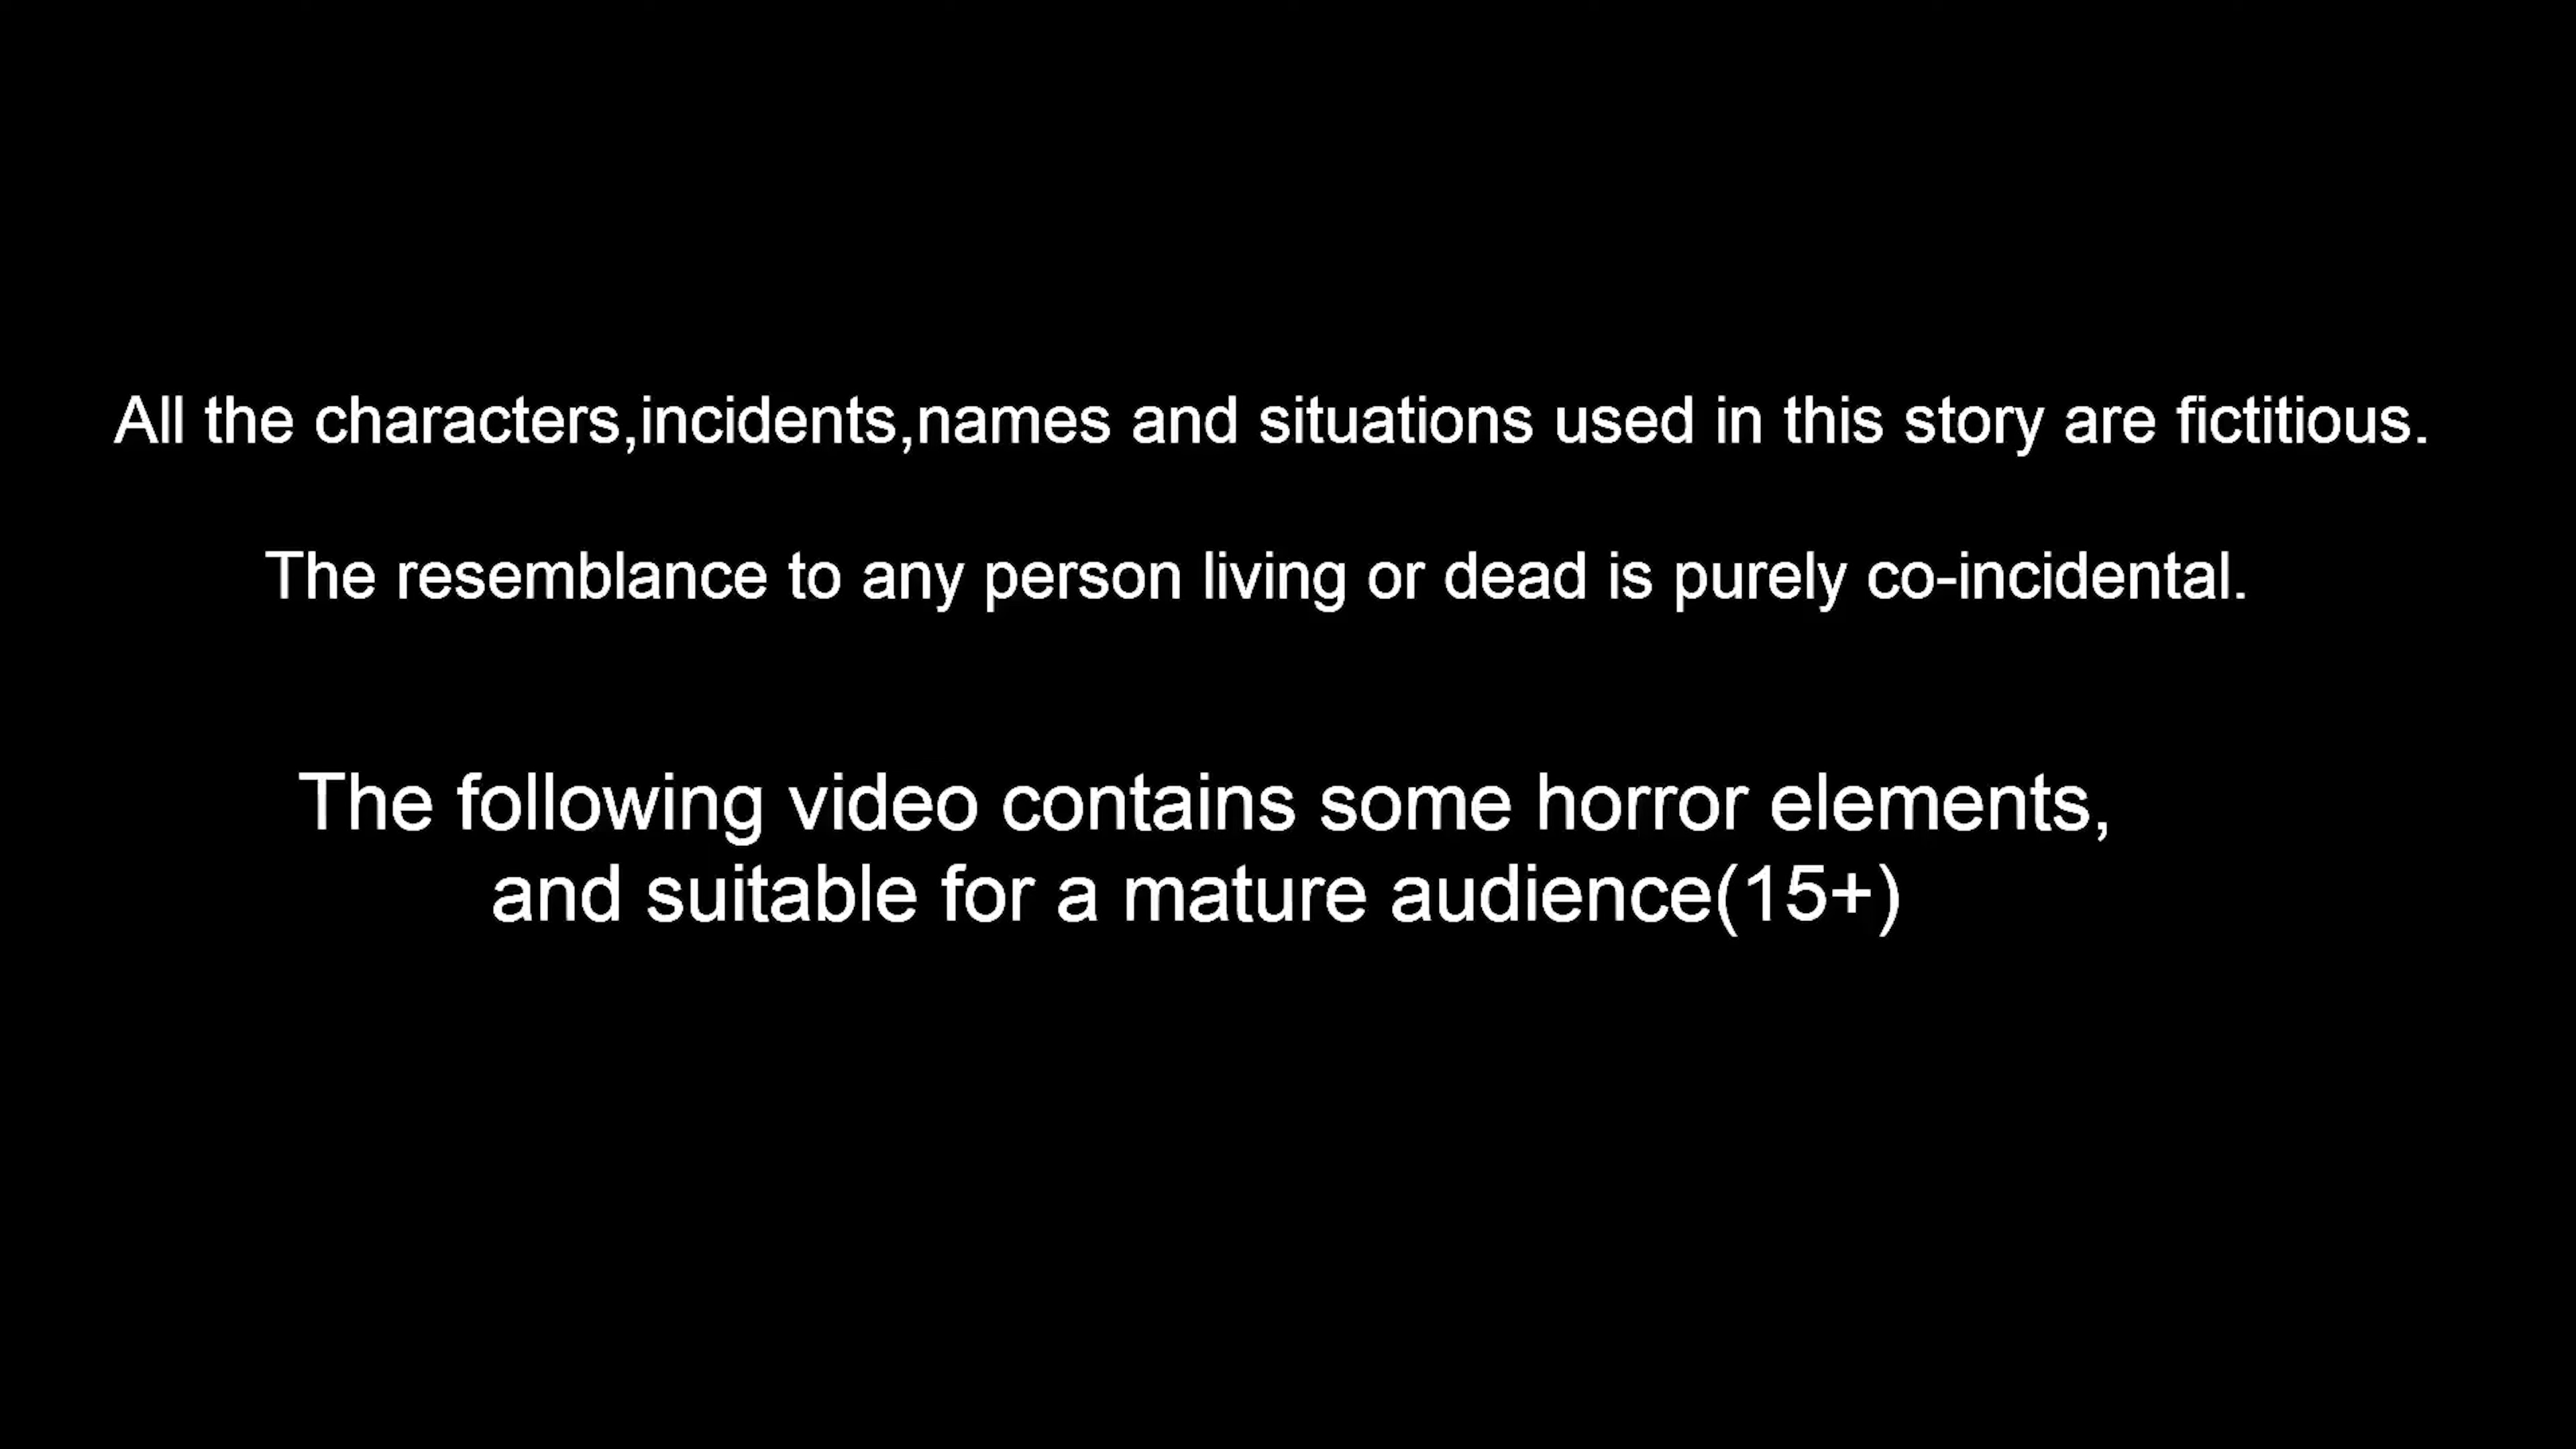 All the characters,incidents,names and situations used in this story are fictitious.
The resemblance to any person living or dead is purely co-incidental.
The following video contains some horror elements,
and suitable for a mature audience(15+)